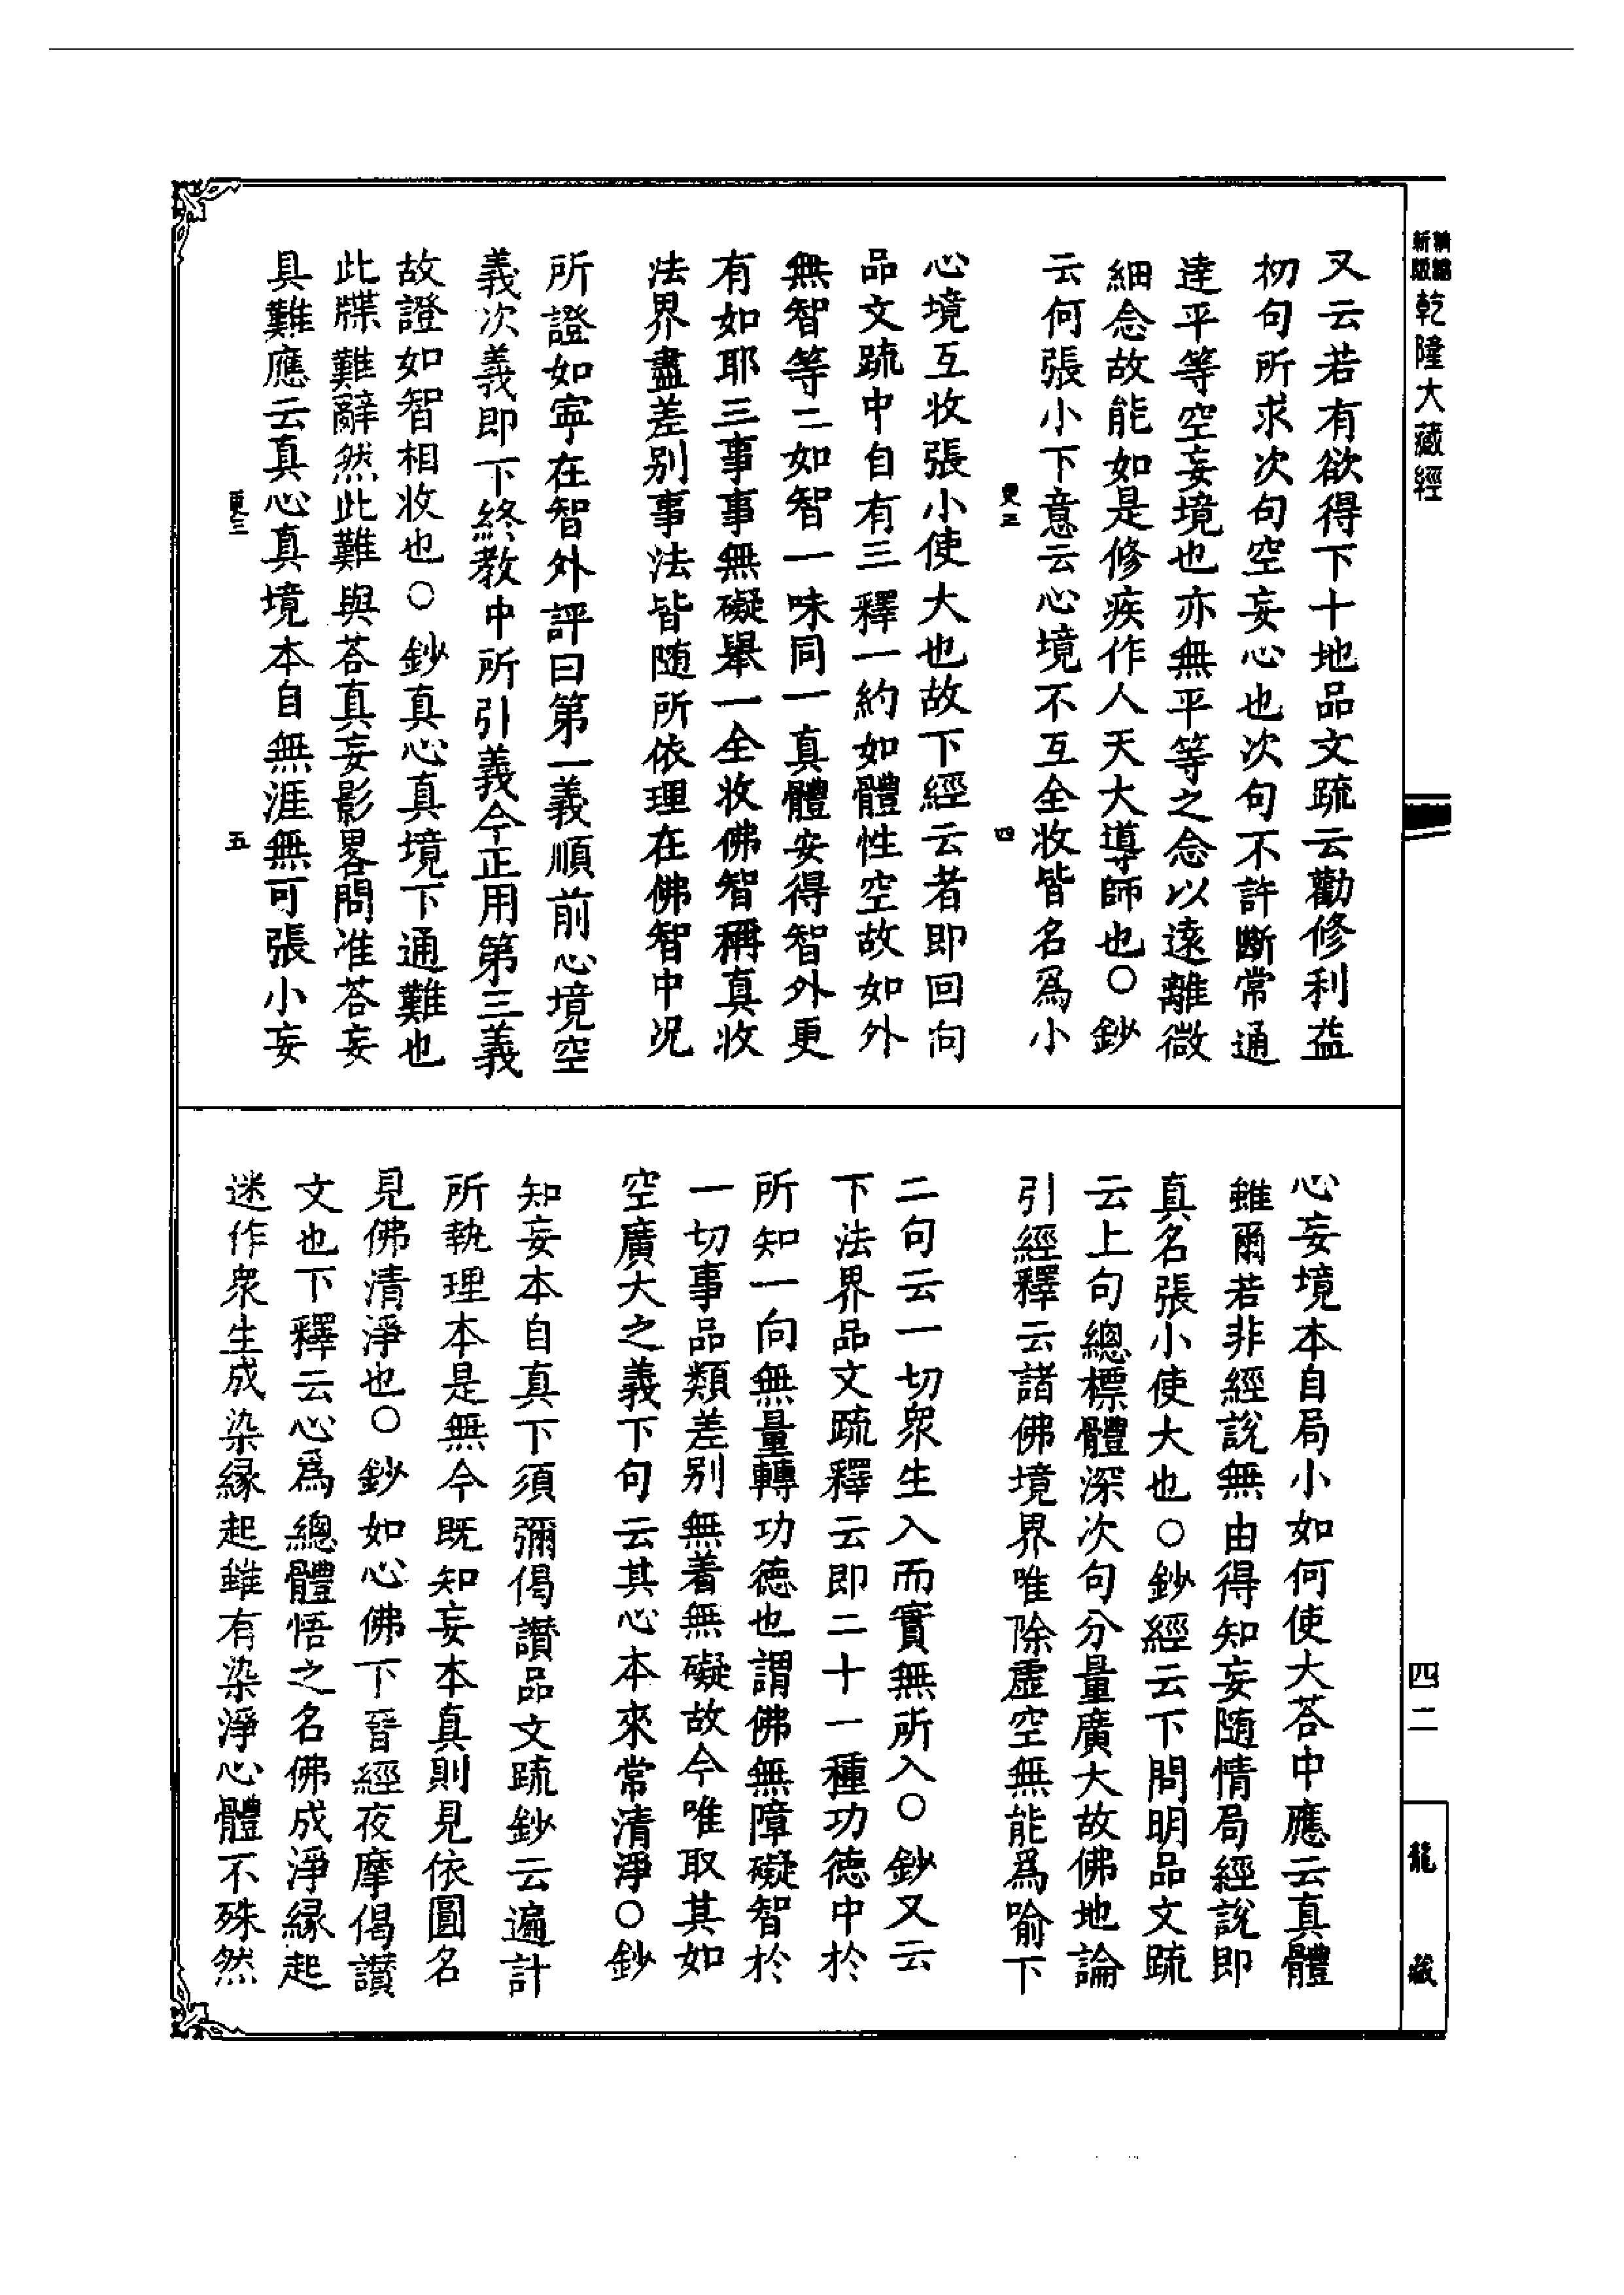 新版
精縮
乾隆大藏經
又云若有欲得下十地品文疏云勸修利益
初句所求次句空妄心也次句不許斷常通
達平等空妄境也亦無平等之念以遠離微
細念故能如是修疾作人天大導師也○鈔
云何張小下意云心境不互全收皆名爲小
四
心境互收張小使大也故下經云者即回向
品文疏中自有三釋一約如體性空故如外
無智等二如智一味同一真體安得智外更
有如耶三事事無礙舉一全收佛智稱真收
法界盡差别事法皆随所依理在佛智中况
所證如寧在智外評曰第一義順前心境空
義次義即下終教中所引義今正用第三義
故證如智相收也○鈔真心真境下通難也
此牒難辭然此難與荅真妄影畧問准荅妄
具難應云真心真境本自無涯無可張小妄
更三
五
心妄境本自局小如何使大荅中應云真體
雖爾若非經說無由得知妄随情局經說即
真名張小使大也○鈔經云下問明品文疏
云上句總標體深次句分量廣大故佛地論
引經釋云諸佛境界唯除虛空無能爲喻下
二句云一切衆生入而實無所入○鈔又云
下法界品文疏釋云即二十一種功德中於
所知一向無量轉功德也謂佛無障礙智於
一切事品類差别無着無礙故今唯取其如
空廣大之義下句云其心本來常清淨○鈔
知妄本自真下須彌偈讃品文疏鈔云遍計
所執理本是無今既知妄本真則見依圓名
見佛清淨也○鈔如心佛下晉經夜摩偈讃
文也下釋云心爲總體悟之名佛成淨緣起
迷作衆生成染緣起雖有染淨心體不殊然
四二
龍藏